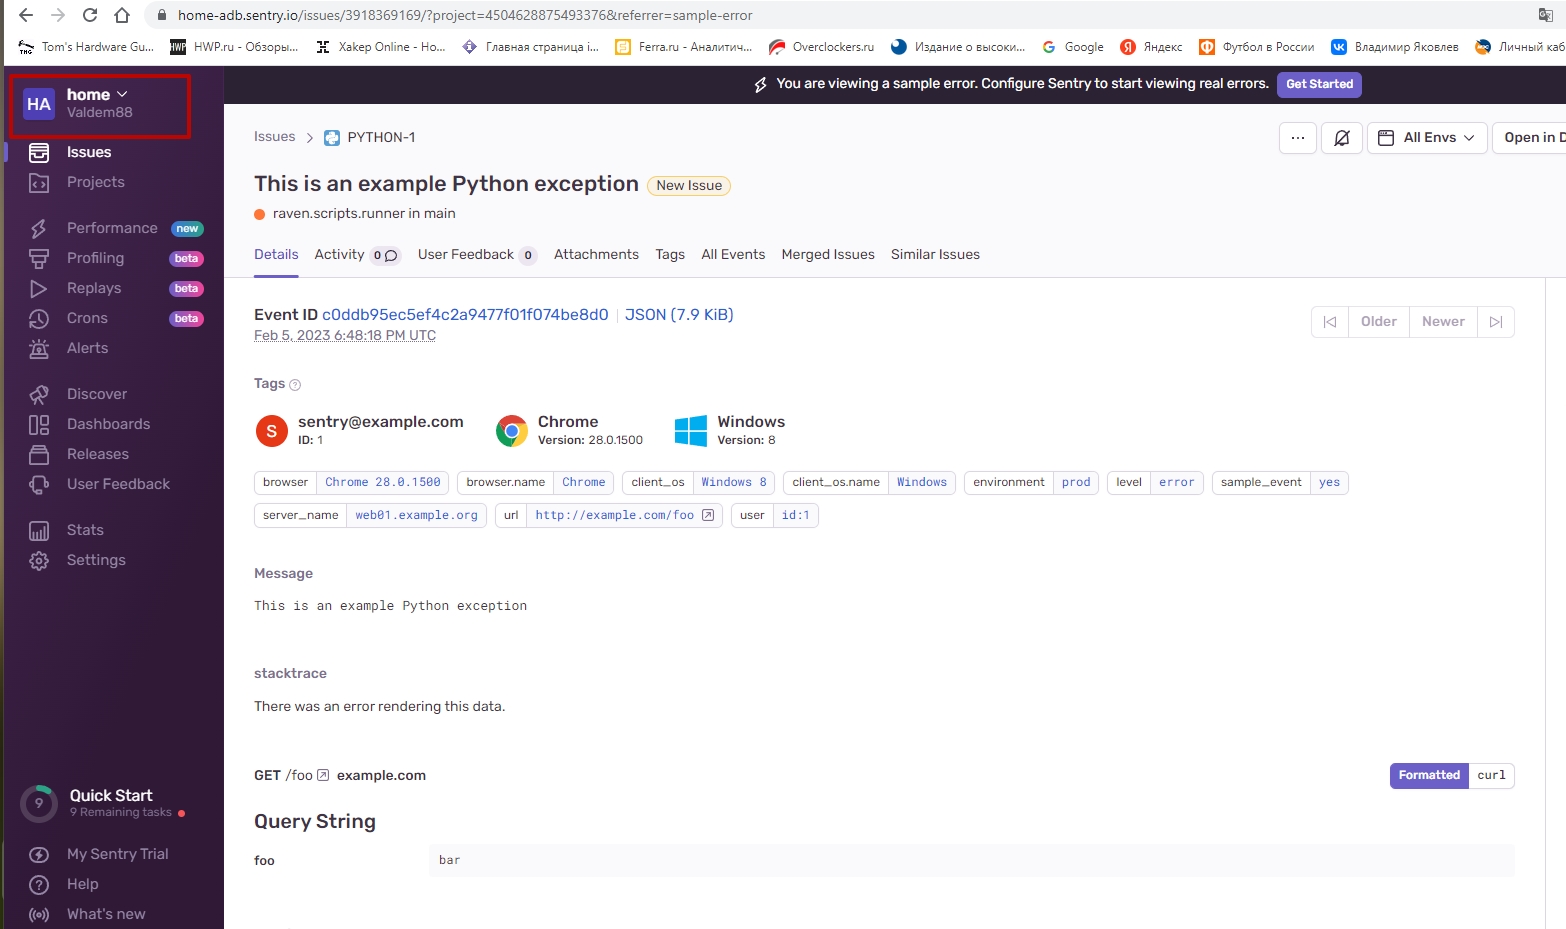 home-adb.sentry.io/issues/3918369169/?project=4504628875493376&referrer=sample-error
Tom's Hardware Gu... HWP HWP.ru - Обзоры... Xakep Online - Но... Главная страница i... Ferra.ru - Аналитич... Overclockers.ru Издание о высоки... Google Яндекс Футбол в России Владимир Яковлев Личный каб
HA home
Valdem88
You are viewing a sample error. Configure Sentry to start viewing real errors. Get Started
Issues
Projects
Performance new
Profiling beta
Replays beta
Crons beta
Alerts
Discover
Dashboards
Releases
User Feedback
Stats
Settings
9 Quick Start
9 Remaining tasks
My Sentry Trial
Help
What's new
Issues > PYTHON-1
... All Envs Open in D
This is an example Python exception New Issue
raven.scripts.runner in main
Details Activity 0 User Feedback 0 Attachments Tags All Events Merged Issues Similar Issues
Event ID c0ddb95ec5ef4c2a9477f01f074be8d0 | JSON (7.9 KiB)
Feb 5, 2023 6:48:18 PM UTC
Older Newer
Tags ?
S sentry@example.com Chrome Windows
ID: 1 Version: 28.0.1500 Version: 8
browser Chrome 28.0.1500 browser.name Chrome client_os Windows 8 client_os.name Windows environment prod level error sample_event yes
server_name web01.example.org url http://example.com/foo user id:1
Message
This is an example Python exception
stacktrace
There was an error rendering this data.
GET /foo example.com Formatted curl
Query String
foo bar